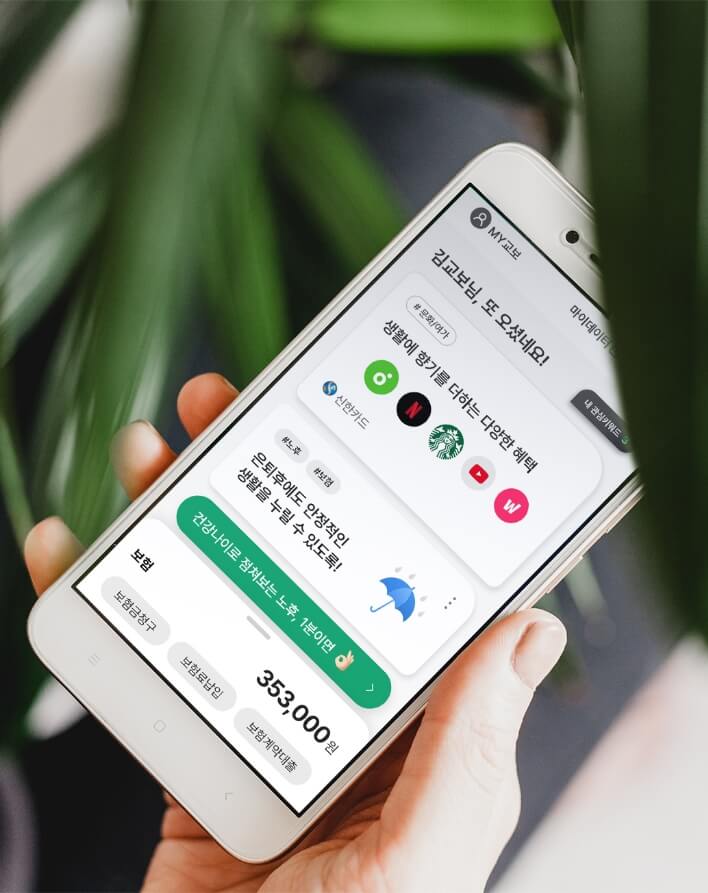 MY교보
김교보님, 또 오셨네요!
마이데이터
내 관심키워드
# 문화/여가
생활에 향기를 더하는 다양한 혜택
신한카드
N
W
#노후
#보험
은퇴후에도 안정적인
생활을 누릴 수 있도록!
건강나이로 점쳐보는 노후, 1분이면 👌🏻
보험
353,000원
보험금청구
보험료납입
보험계약대출